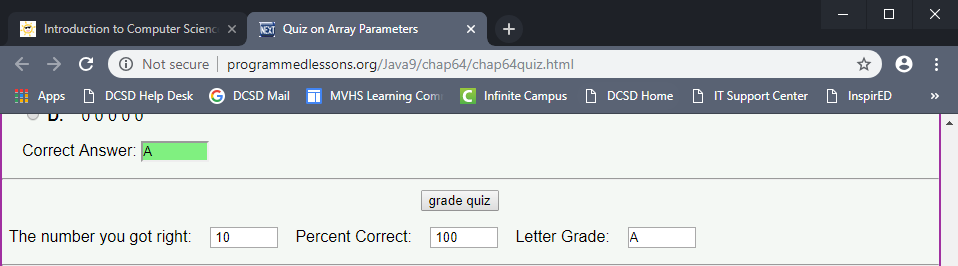 Introduction to Computer Scienc
NEXT Quiz on Array Parameters
Not secure | programmedlessons.org/Java9/chap64/chap64quiz.html
Apps DCSD Help Desk DCSD Mail MVHS Learning Com Infinite Campus DCSD Home IT Support Center InspirED »
D. 0 0 0 0 0
Correct Answer: A
grade quiz
The number you got right: 10 Percent Correct: 100 Letter Grade: A